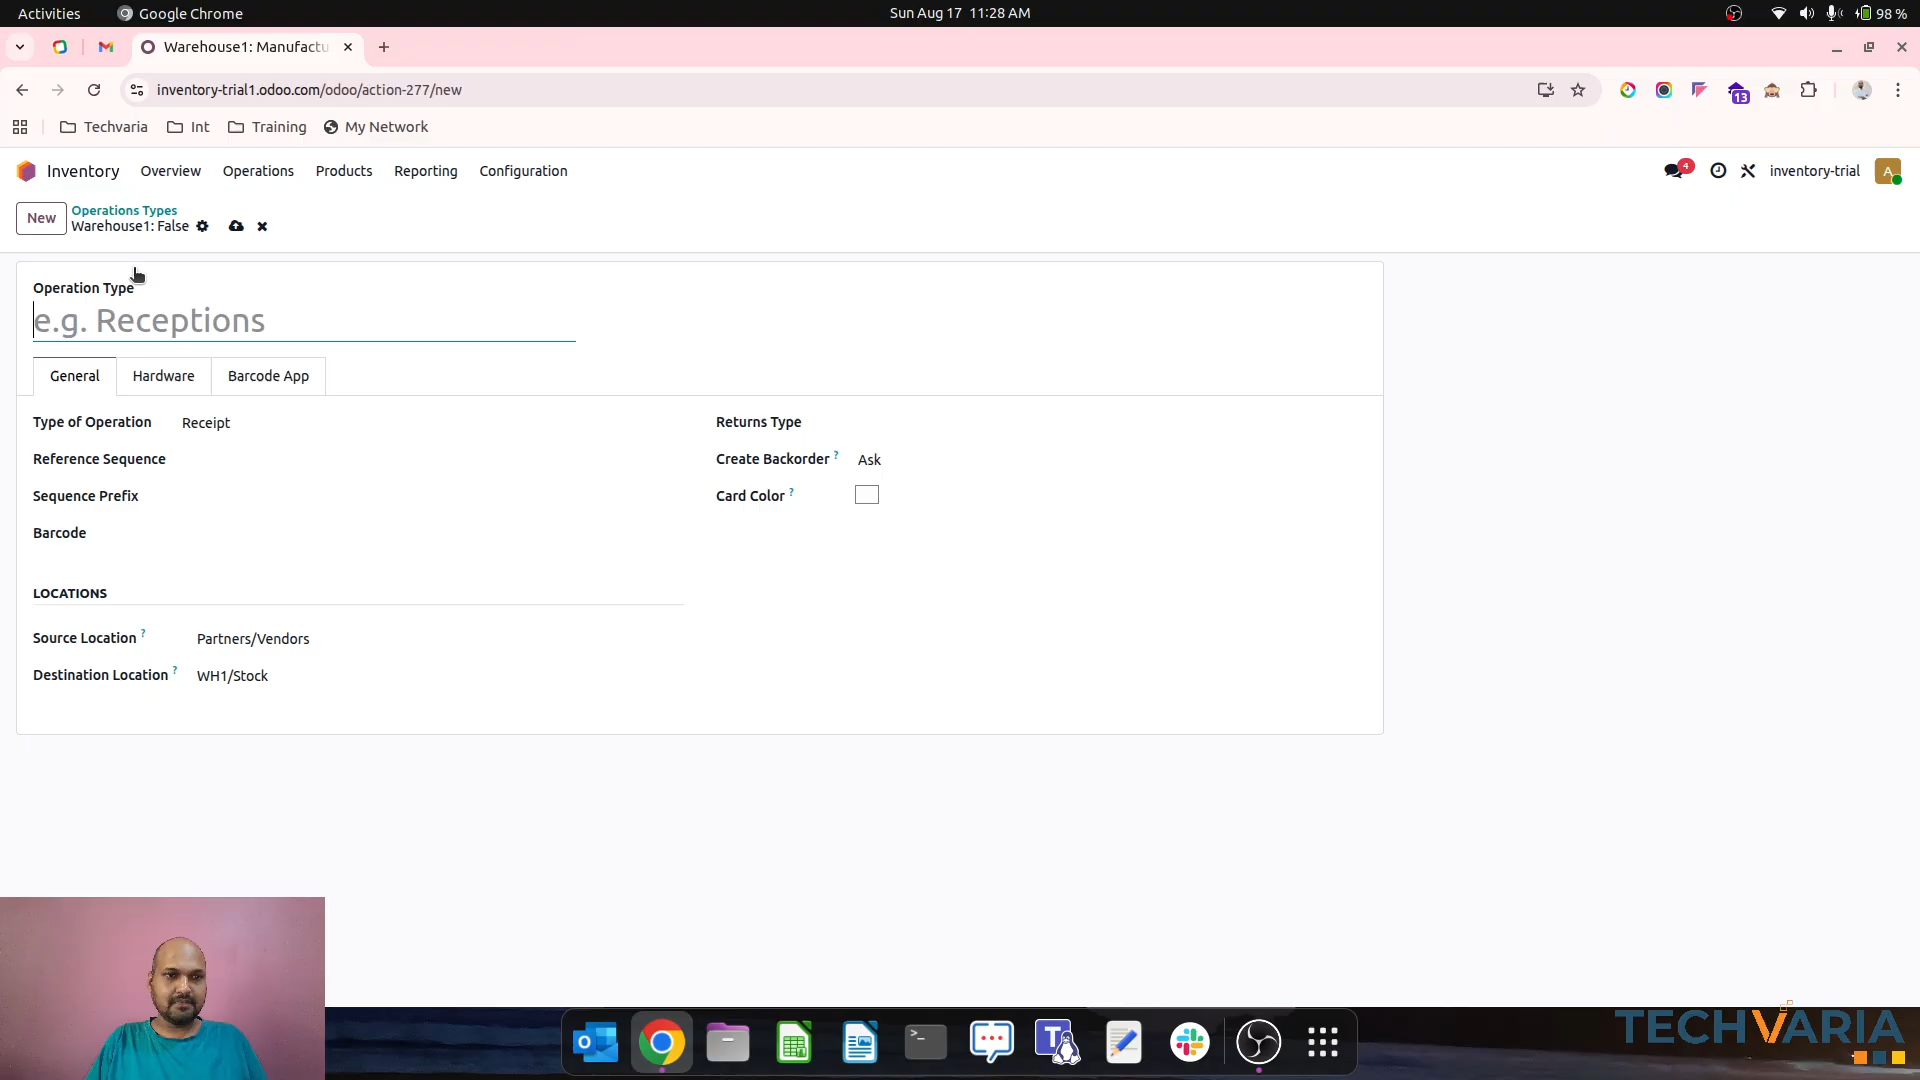 Activities Google Chrome Sun Aug 17 11:28 AM 98 %
Warehouse1: Manufactu
inventory-trial1.odoo.com/odoo/action-277/new 13
Techvaria Int Training My Network
Inventory Overview Operations Products Reporting Configuration 4 inventory-trial A
New Operations Types
Warehouse1: False
Operation Type
e.g. Receptions
General Hardware Barcode App
Type of Operation Receipt Returns Type
Reference Sequence Create Backorder ? Ask
Sequence Prefix Card Color ?
Barcode
LOCATIONS
Source Location ? Partners/Vendors
Destination Location ? WH1/Stock
TECHVARIA